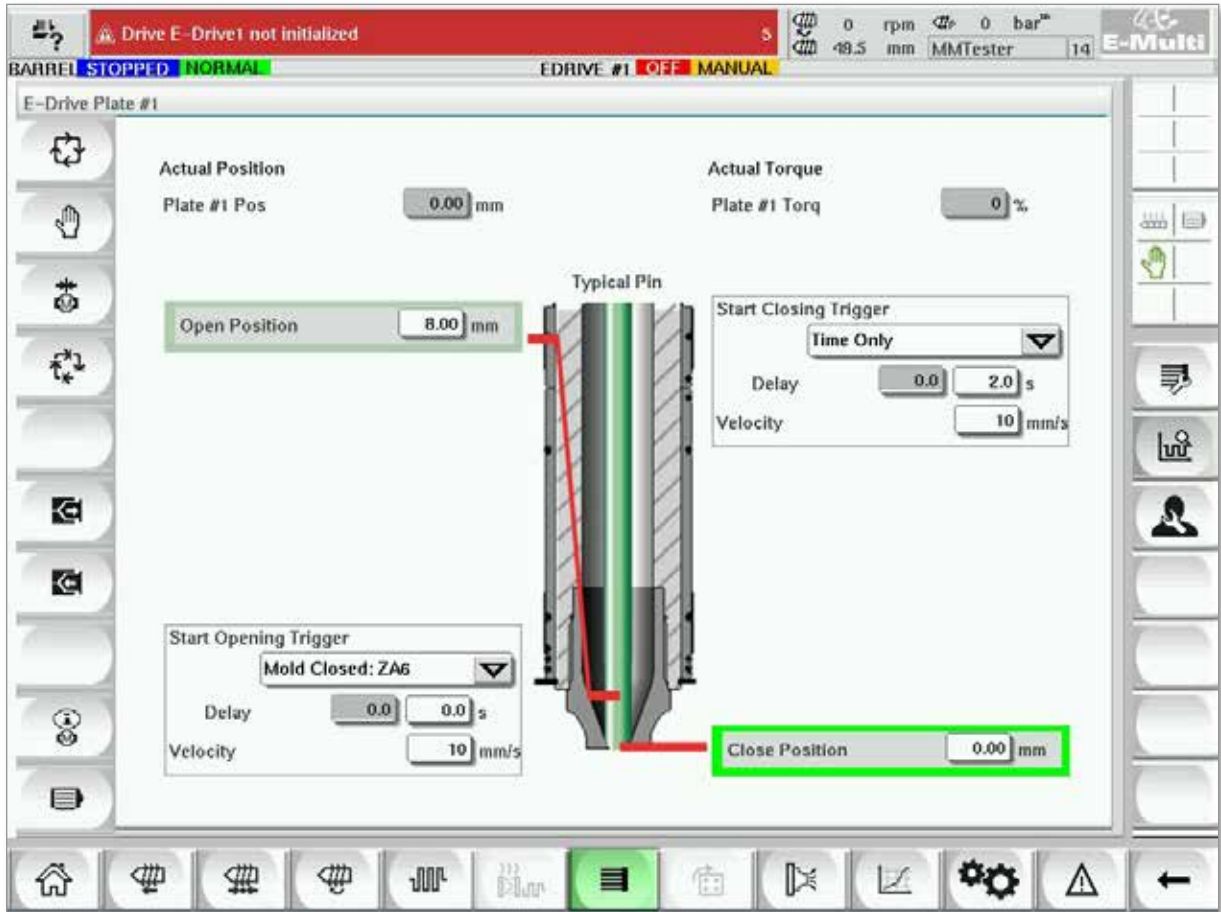 Drive E-Drive1 not initialized 5
0 rpm 0 bar
49.5 mm MMTester 14
E-Multi
BARREL STOPPED NORMAL EDRIVE #1 OFF MANUAL
E-Drive Plate #1
Actual Position
Plate #1 Pos 0.00 mm
Actual Torque
Plate #1 Torq 0 %
Typical Pin
Open Position 8.00 mm
Start Closing Trigger
Time Only
Delay 0.0 2.0 s
Velocity 10 mm/s
Start Opening Trigger
Mold Closed: ZA6
Delay 0.0 0.0 s
Velocity 10 mm/s
Close Position 0.00 mm